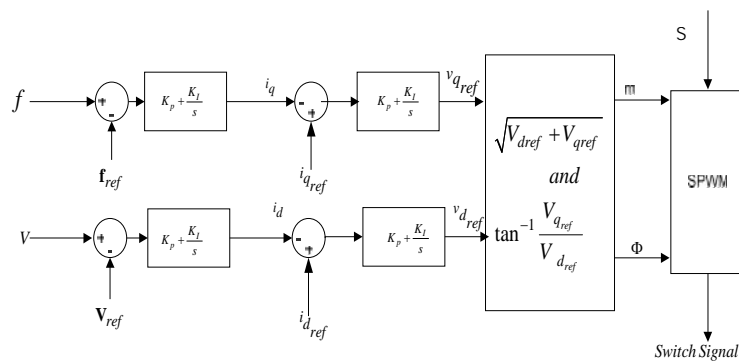 S
f
+
-
f_ref
K_p + K_I/s
i_q
-
+
i_q_ref
K_p + K_I/s
v_q_ref
√(V_dref + V_qref)
and
tan⁻¹ V_q_ref / V_d_ref
m
SPWM
V
+
-
V_ref
K_p + K_I/s
i_d
-
+
i_d_ref
K_p + K_I/s
v_d_ref
Φ
Switch Signal